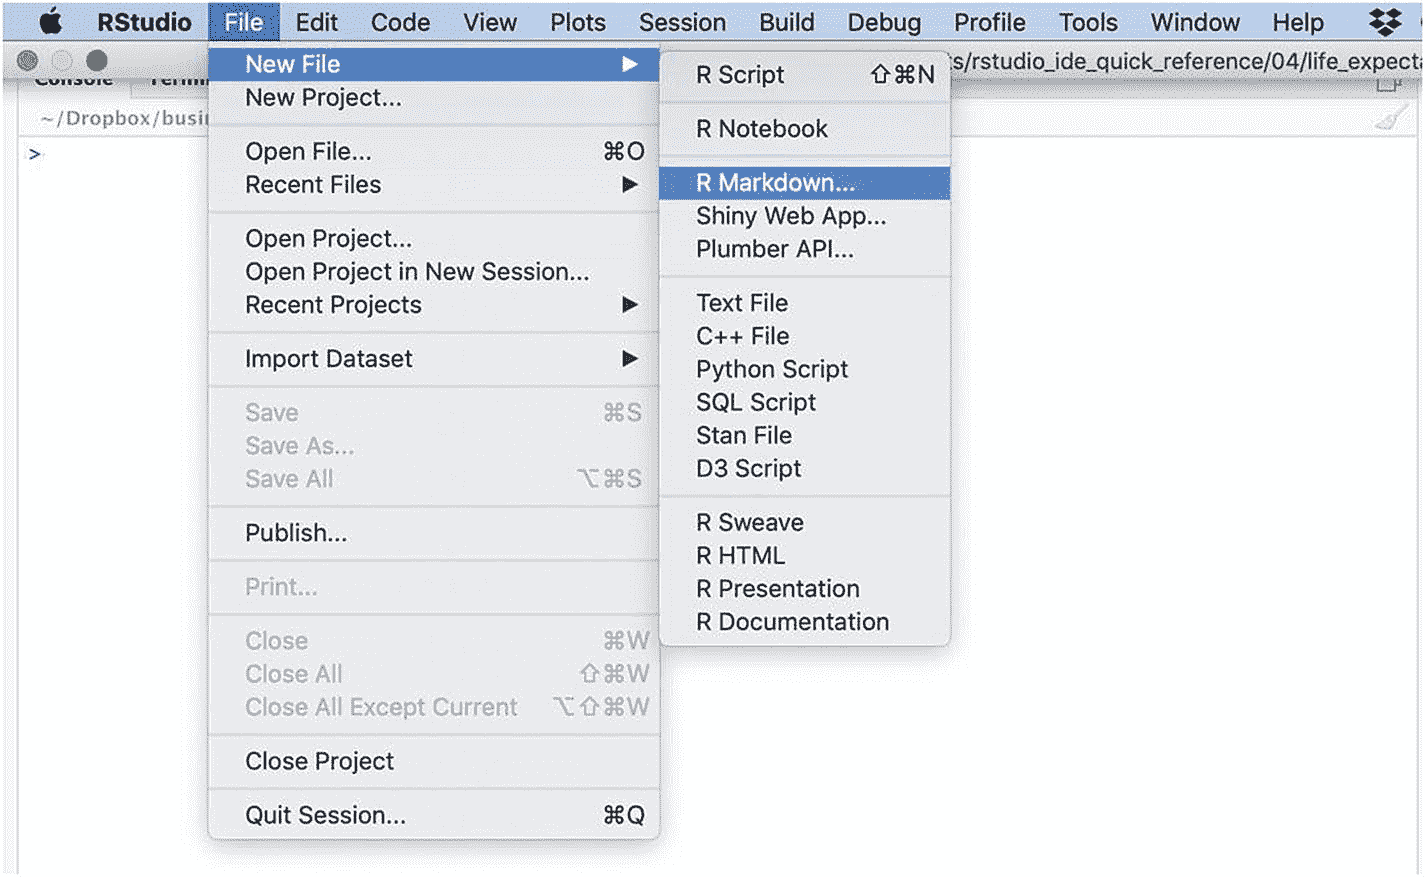 RStudio File Edit Code View Plots Session Build Debug Profile Tools Window Help
s/rstudio_ide_quick_reference/04/life_expecta
Console Termi
~/Dropbox/busi
>
New File
New Project...
Open File... ⌘O
Recent Files
Open Project...
Open Project in New Session...
Recent Projects
Import Dataset
Save ⌘S
Save As...
Save All ⌥⌘S
Publish...
Print...
Close ⌘W
Close All ⇧⌘W
Close All Except Current ⌥⇧⌘W
Close Project
Quit Session... ⌘Q
R Script ⇧⌘N
R Notebook
R Markdown...
Shiny Web App...
Plumber API...
Text File
C++ File
Python Script
SQL Script
Stan File
D3 Script
R Sweave
R HTML
R Presentation
R Documentation